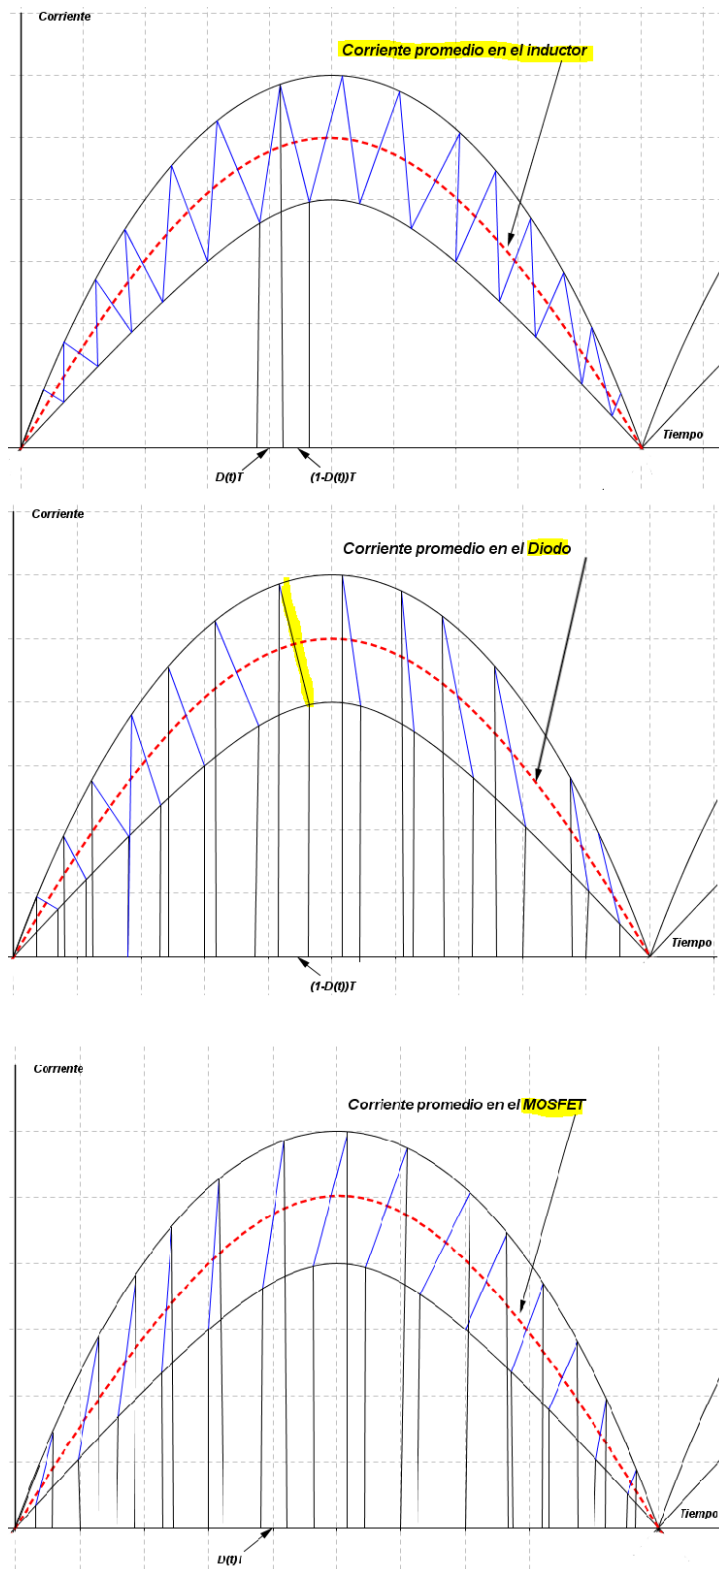 Corriente
Corriente promedio en el inductor
Tiempo
D(t)T
(1-D(t))T
Corriente
Corriente promedio en el Diodo
Tiempo
(1-D(t))T
Corriente
Corriente promedio en el MOSFET
Tiempo